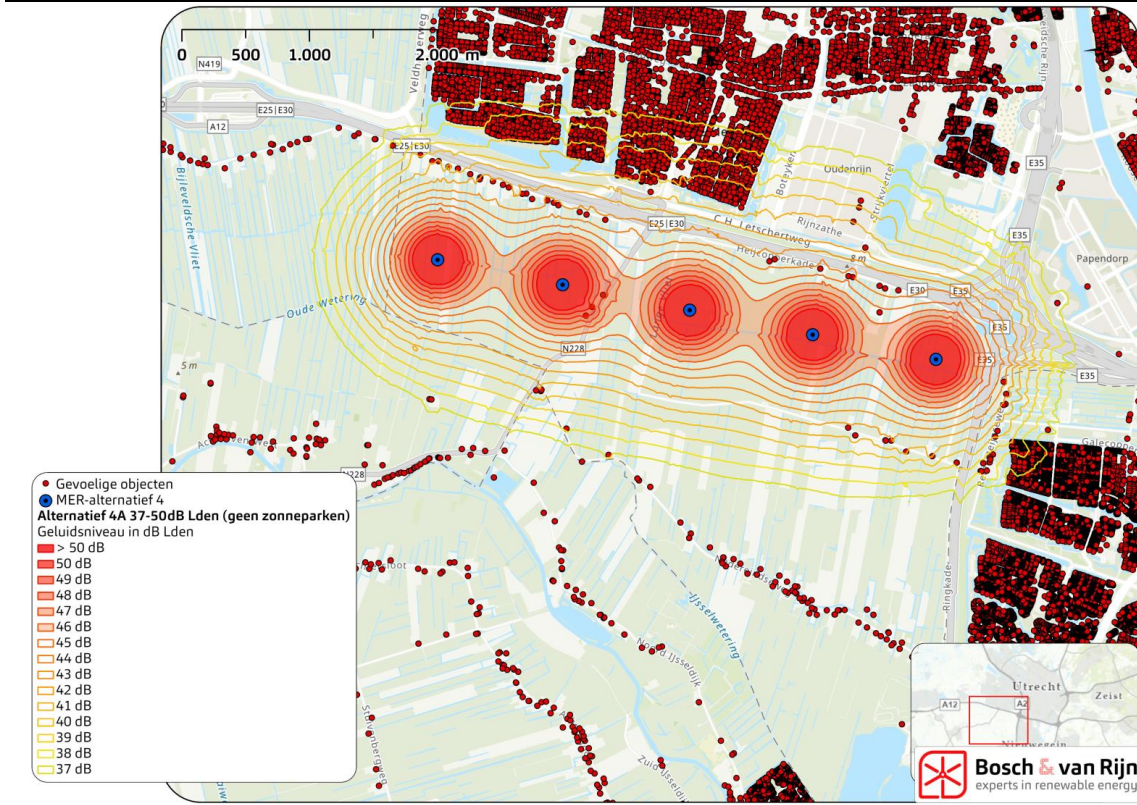 0 500 1.000 2.000 m
N419
E25|E30
A12
E25|E30
E35
Oudenrijn
Strijkviertel
E35
Bijleveldsche Vliet
E25|E30
C.H. Letschertweg
Rijnzathe
Papendorp
Heijcopperkade
8 m
E30
E35
Oude Wetering
E35
N228
E35
5 m
E35
N228
Ringkade
IJsselwetering
Noord IJsseldijk
Stuivenbergweg
Zuid IJsseldijk
Gevoelige objecten
MER-alternatief 4
Alternatief 4A 37-50dB Lden (geen zonneparken)
Geluidsniveau in dB Lden
> 50 dB
50 dB
49 dB
48 dB
47 dB
46 dB
45 dB
44 dB
43 dB
42 dB
41 dB
40 dB
39 dB
38 dB
37 dB
Utrecht
A12
A2
Zeist
Nieuwegein
Bosch & van Rijn
experts in renewable energy